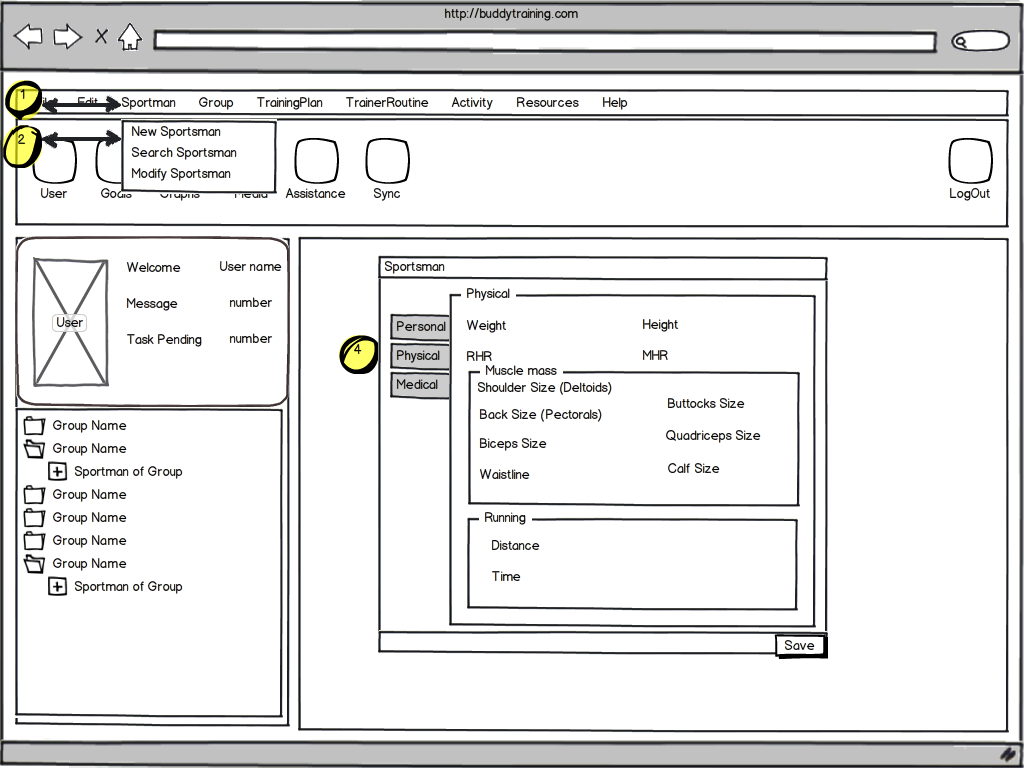 http://buddytraining.com
1 Edit Sportman Group TrainingPlan TrainerRoutine Activity Resources Help
2 New Sportsman
Search Sportsman
Modify Sportsman
User Goals Graphs Media Assistance Sync LogOut
Welcome User name
Message number
User
Task Pending number
Group Name
Group Name
Sportman of Group
Group Name
Group Name
Group Name
Group Name
Sportman of Group
Sportsman
4
Personal
Physical
Medical
Physical
Weight Height
RHR MHR
Muscle mass
Shoulder Size (Deltoids)
Buttocks Size
Back Size (Pectorals)
Quadriceps Size
Biceps Size
Calf Size
Waistline
Running
Distance
Time
Save